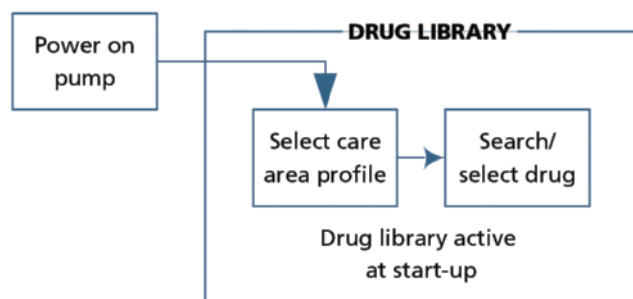 Power on
pump
DRUG LIBRARY
Select care
area profile
Search/
select drug
Drug library active
at start-up